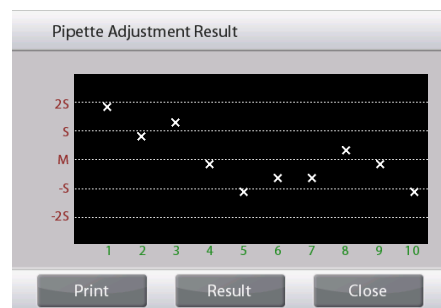 Pipette Adjustment Result
2S
S
M
-S
-2S
1 2 3 4 5 6 7 8 9 10
Print Result Close